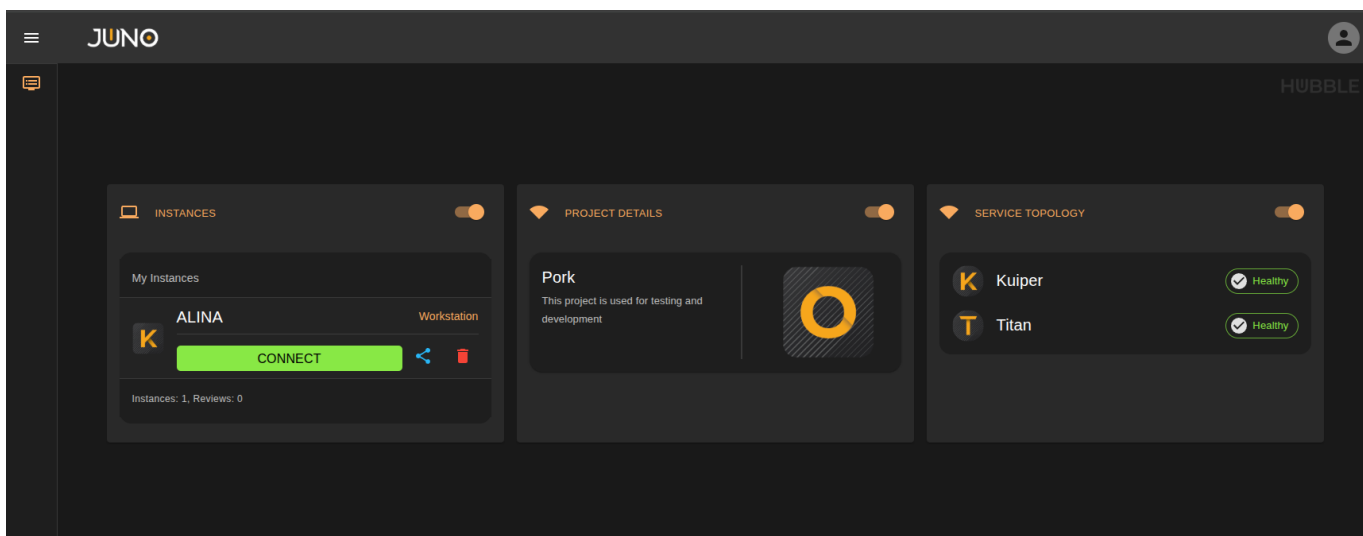 JUNO
HUBBLE
INSTANCES
My Instances
K
ALINA
Workstation
CONNECT
Instances: 1, Reviews: 0
PROJECT DETAILS
Pork
This project is used for testing and
development
SERVICE TOPOLOGY
K Kuiper
Healthy
T Titan
Healthy